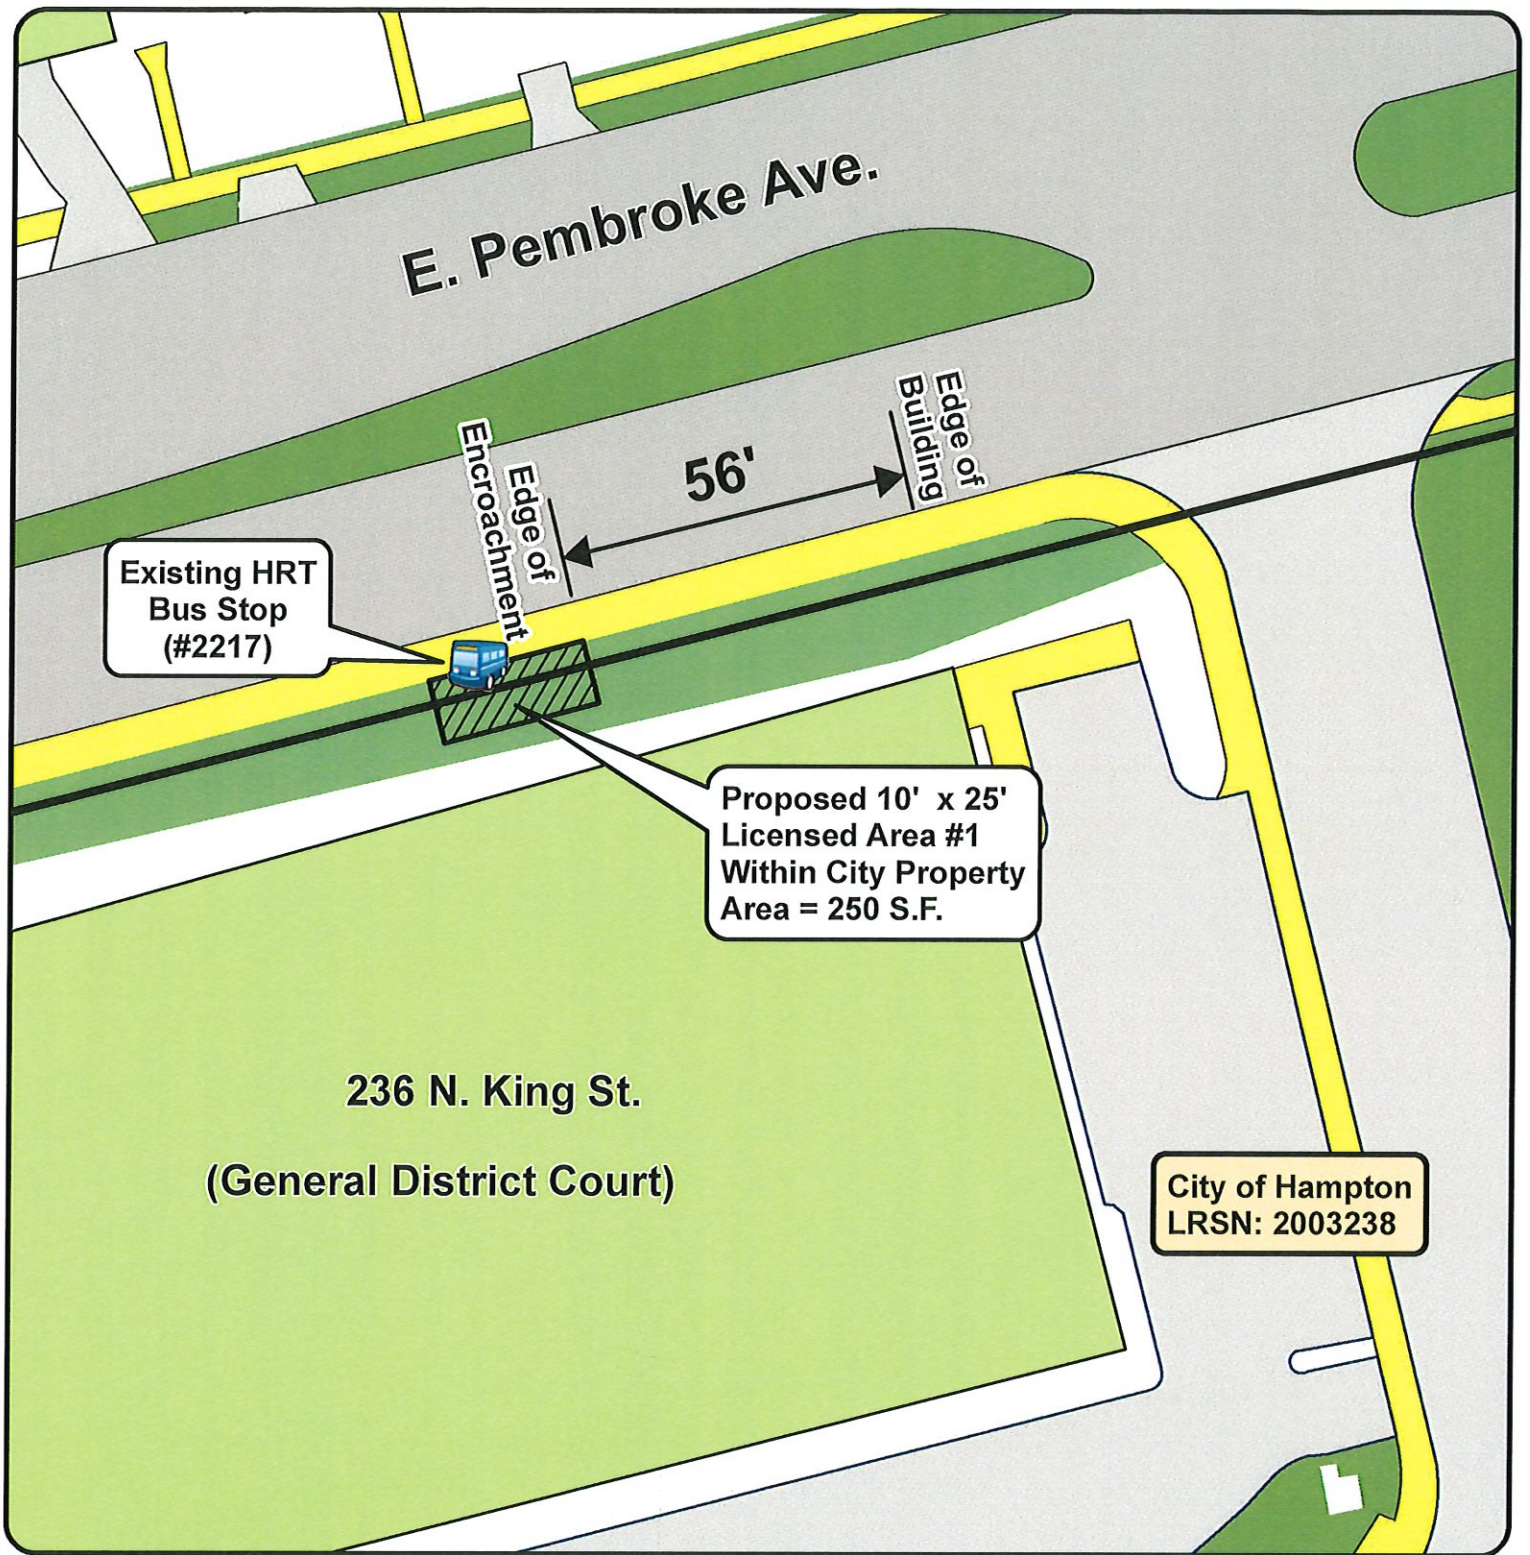 E. Pembroke Ave.
Edge of
Building
56'
Edge of
Encroachment
Existing HRT
Bus Stop
(#2217)
Proposed 10' x 25'
Licensed Area #1
Within City Property
Area = 250 S.F.
236 N. King St.
(General District Court)
City of Hampton
LRSN: 2003238